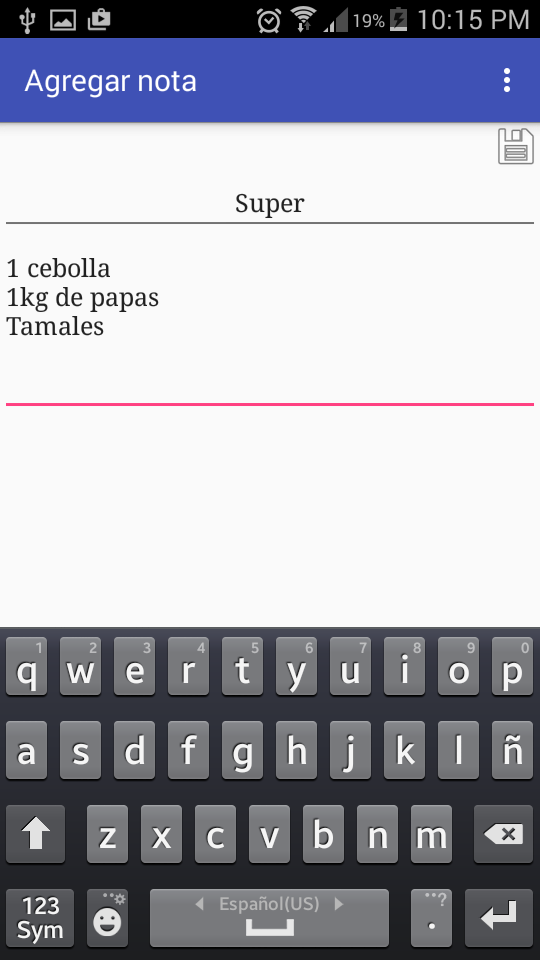 19% 10:15 PM
Agregar nota
Super
1 cebolla
1kg de papas
Tamales
1 2 3 4 5 6 7 8 9 0
q w e r t y u i o p
a s d f g h j k l ñ
z x c v b n m
123 Sym Español(US) ? .